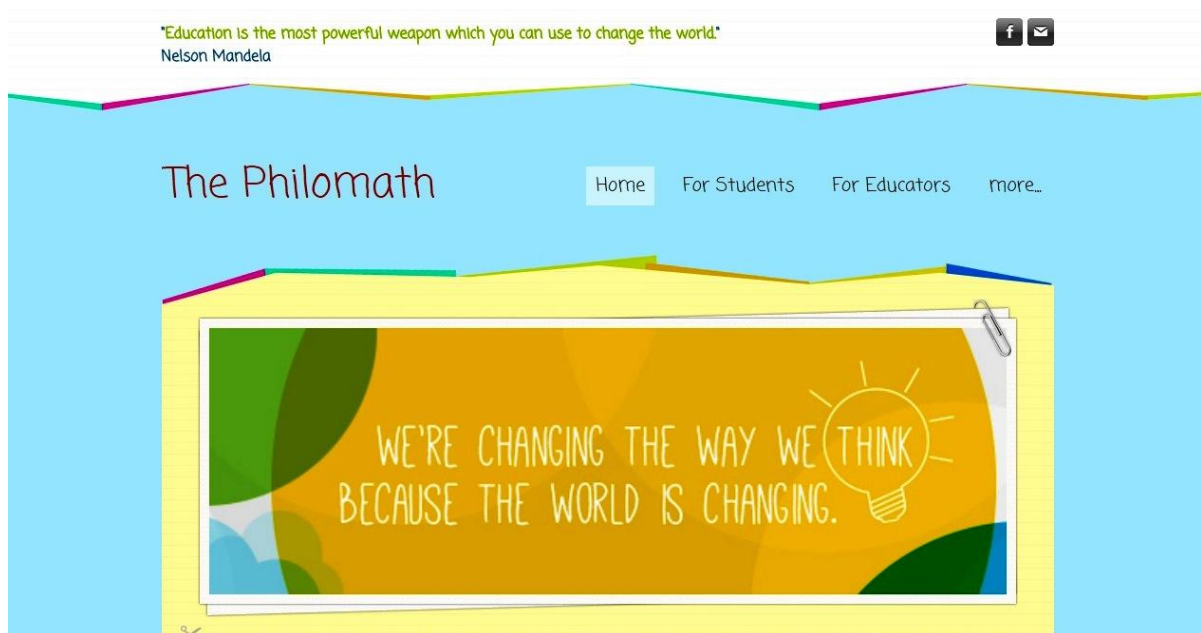 "Education is the most powerful weapon which you can use to change the world."
Nelson Mandela
f
The Philomath
Home
For Students
For Educators
more...
WE'RE CHANGING THE WAY WE THINK
BECAUSE THE WORLD IS CHANGING.